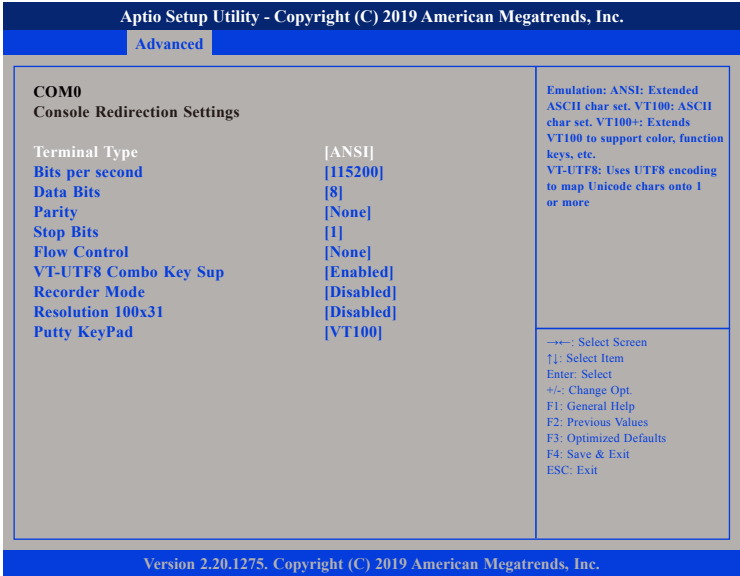 Aptio Setup Utility - Copyright (C) 2019 American Megatrends, Inc.
Advanced
COM0
Console Redirection Settings
Terminal Type [ANSI]
Bits per second [115200]
Data Bits [8]
Parity [None]
Stop Bits [1]
Flow Control [None]
VT-UTF8 Combo Key Sup [Enabled]
Recorder Mode [Disabled]
Resolution 100x31 [Disabled]
Putty KeyPad [VT100]
Emulation: ANSI: Extended
ASCII char set. VT100: ASCII
char set. VT100+: Extends
VT100 to support color, function
keys, etc.
VT-UTF8: Uses UTF8 encoding
to map Unicode chars onto 1
or more
→←: Select Screen
↑↓: Select Item
Enter: Select
+/-: Change Opt.
F1: General Help
F2: Previous Values
F3: Optimized Defaults
F4: Save & Exit
ESC: Exit
Version 2.20.1275. Copyright (C) 2019 American Megatrends, Inc.